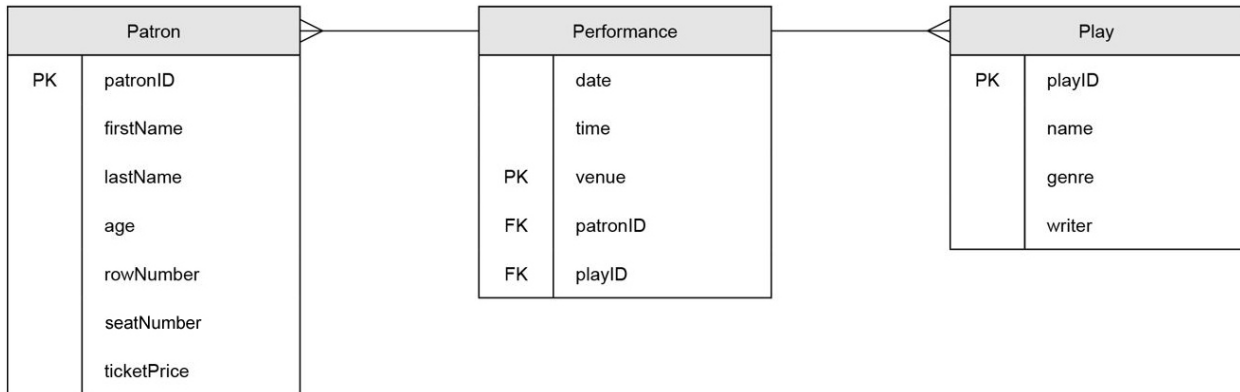 Patron
PK patronID
firstName
lastName
age
rowNumber
seatNumber
ticketPrice
Performance
date
time
PK venue
FK patronID
FK playID
Play
PK playID
name
genre
writer